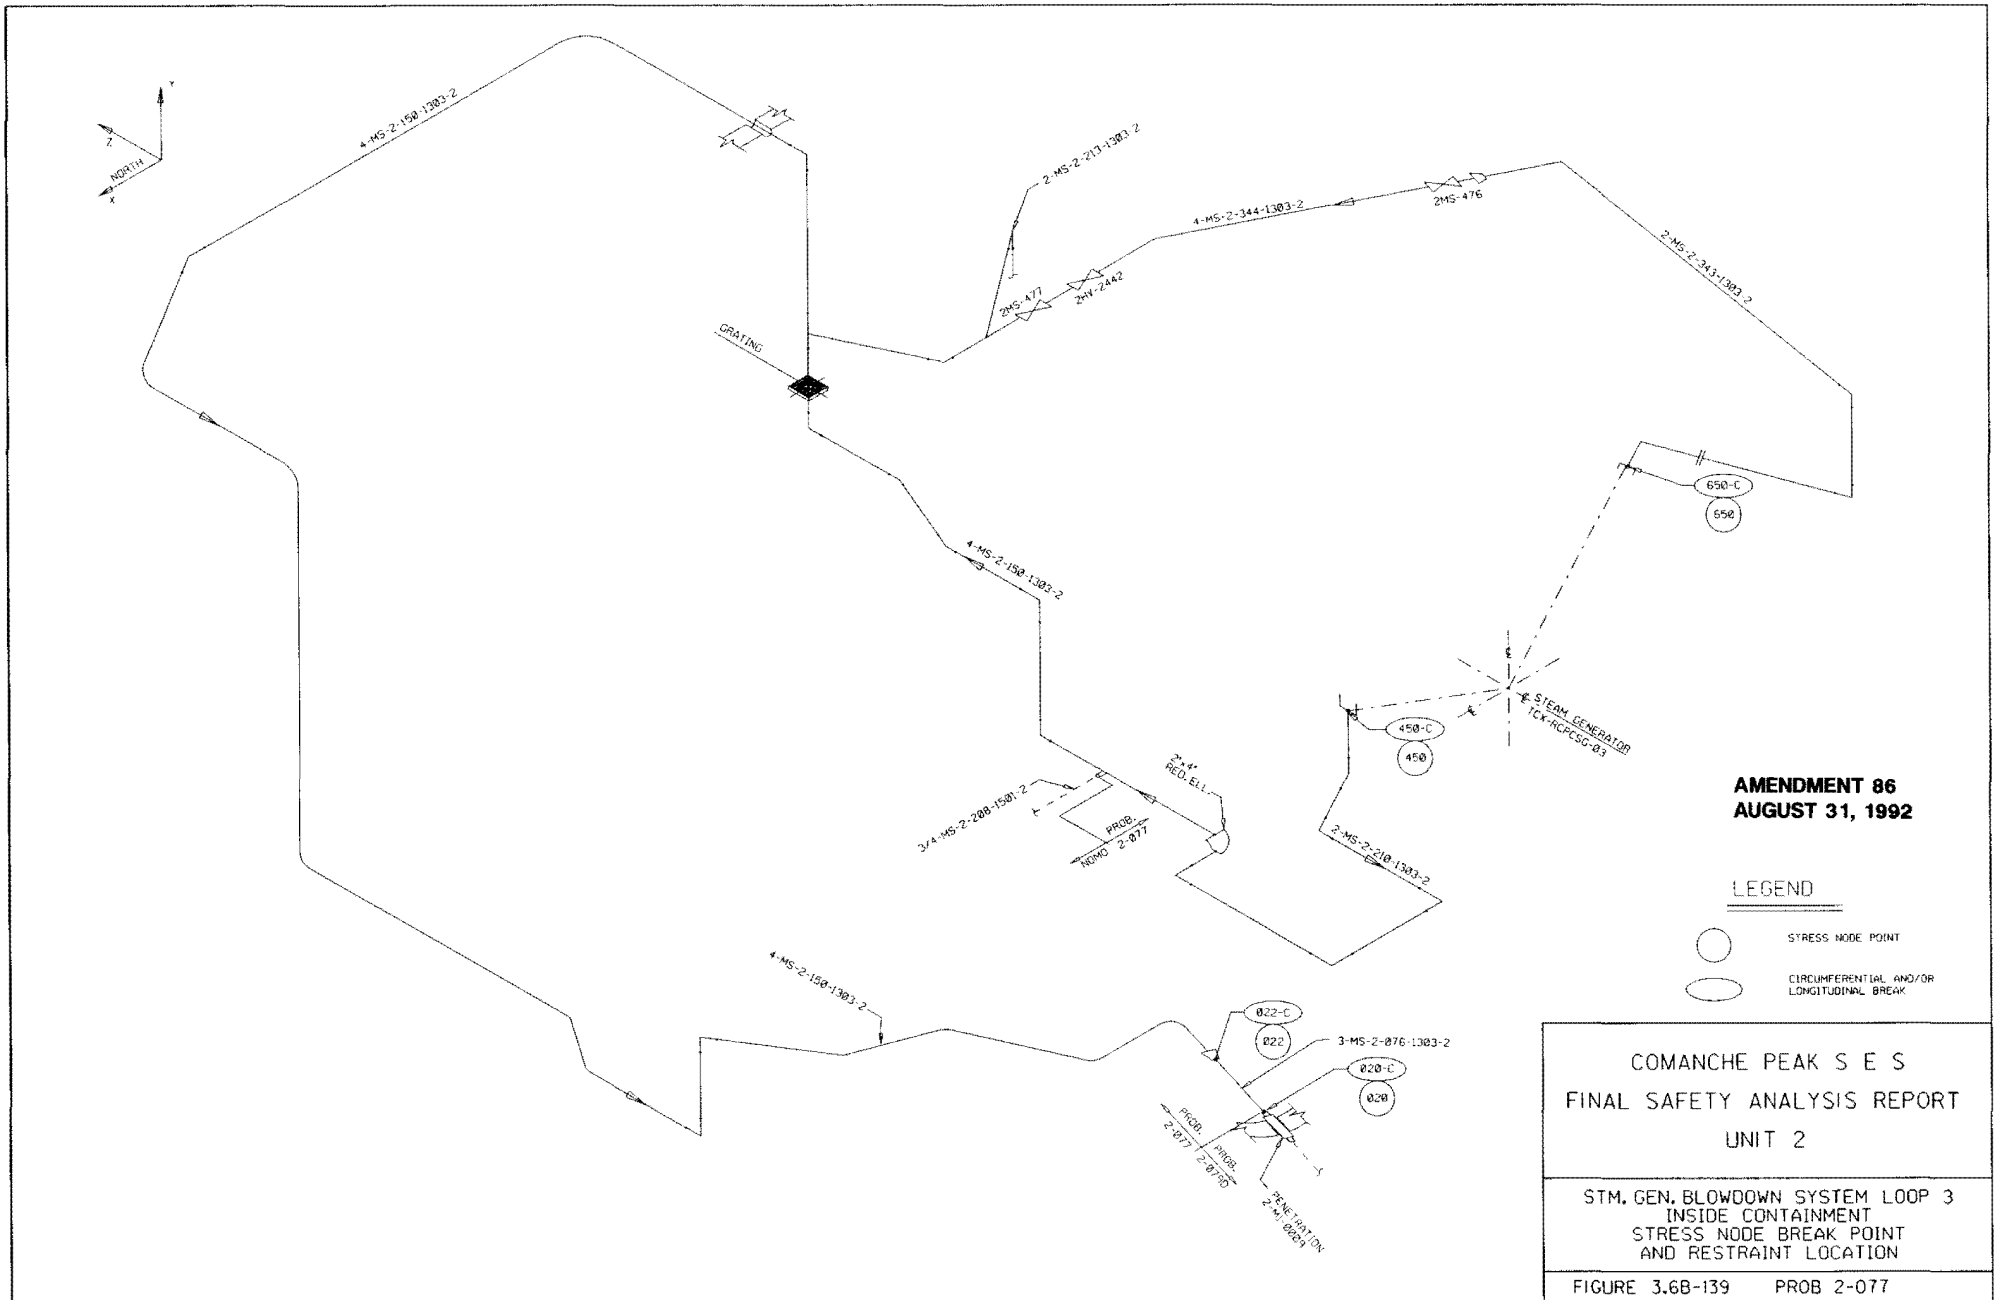 Y
Z
NORTH
X
4-MS-2-150-1303-2
2-MS-2-213-1303-2
4-MS-2-344-1303-2
2MS-476
2-MS-2-343-1303-2
2MS-477
2HV-2442
GRATING
650-C
650
4-MS-2-150-1303-2
STEAM GENERATOR
TCX-RCPCSG-03
450-C
450
2"x4"
RED. ELL.
3/4-MS-2-208-1501-2
PROB.
NDMO 2-077
2-MS-2-210-1303-2
AMENDMENT 86
AUGUST 31, 1992
LEGEND
STRESS NODE POINT
CIRCUMFERENTIAL AND/OR
LONGITUDINAL BREAK
4-MS-2-150-1303-2
022-C
022
3-MS-2-076-1303-2
020-C
020
PROB.
2-077
PROB.
2-079D
PENETRATION
2-MI-0029
COMANCHE PEAK S E S
FINAL SAFETY ANALYSIS REPORT
UNIT 2
STM. GEN. BLOWDOWN SYSTEM LOOP 3
INSIDE CONTAINMENT
STRESS NODE BREAK POINT
AND RESTRAINT LOCATION
FIGURE 3.6B-139 PROB 2-077